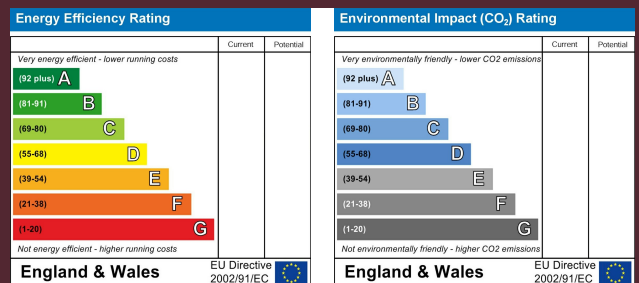 Energy Efficiency Rating
Current Potential
Very energy efficient - lower running costs
(92 plus) A
(81-91) B
(69-80) C
(55-68) D
(39-54) E
(21-38) F
(1-20) G
Not energy efficient - higher running costs
England & Wales
EU Directive
2002/91/EC
Environmental Impact (CO₂) Rating
Current Potential
Very environmentally friendly - lower CO2 emissions
(92 plus) A
(81-91) B
(69-80) C
(55-68) D
(39-54) E
(21-38) F
(1-20) G
Not environmentally friendly - higher CO2 emissions
England & Wales
EU Directive
2002/91/EC